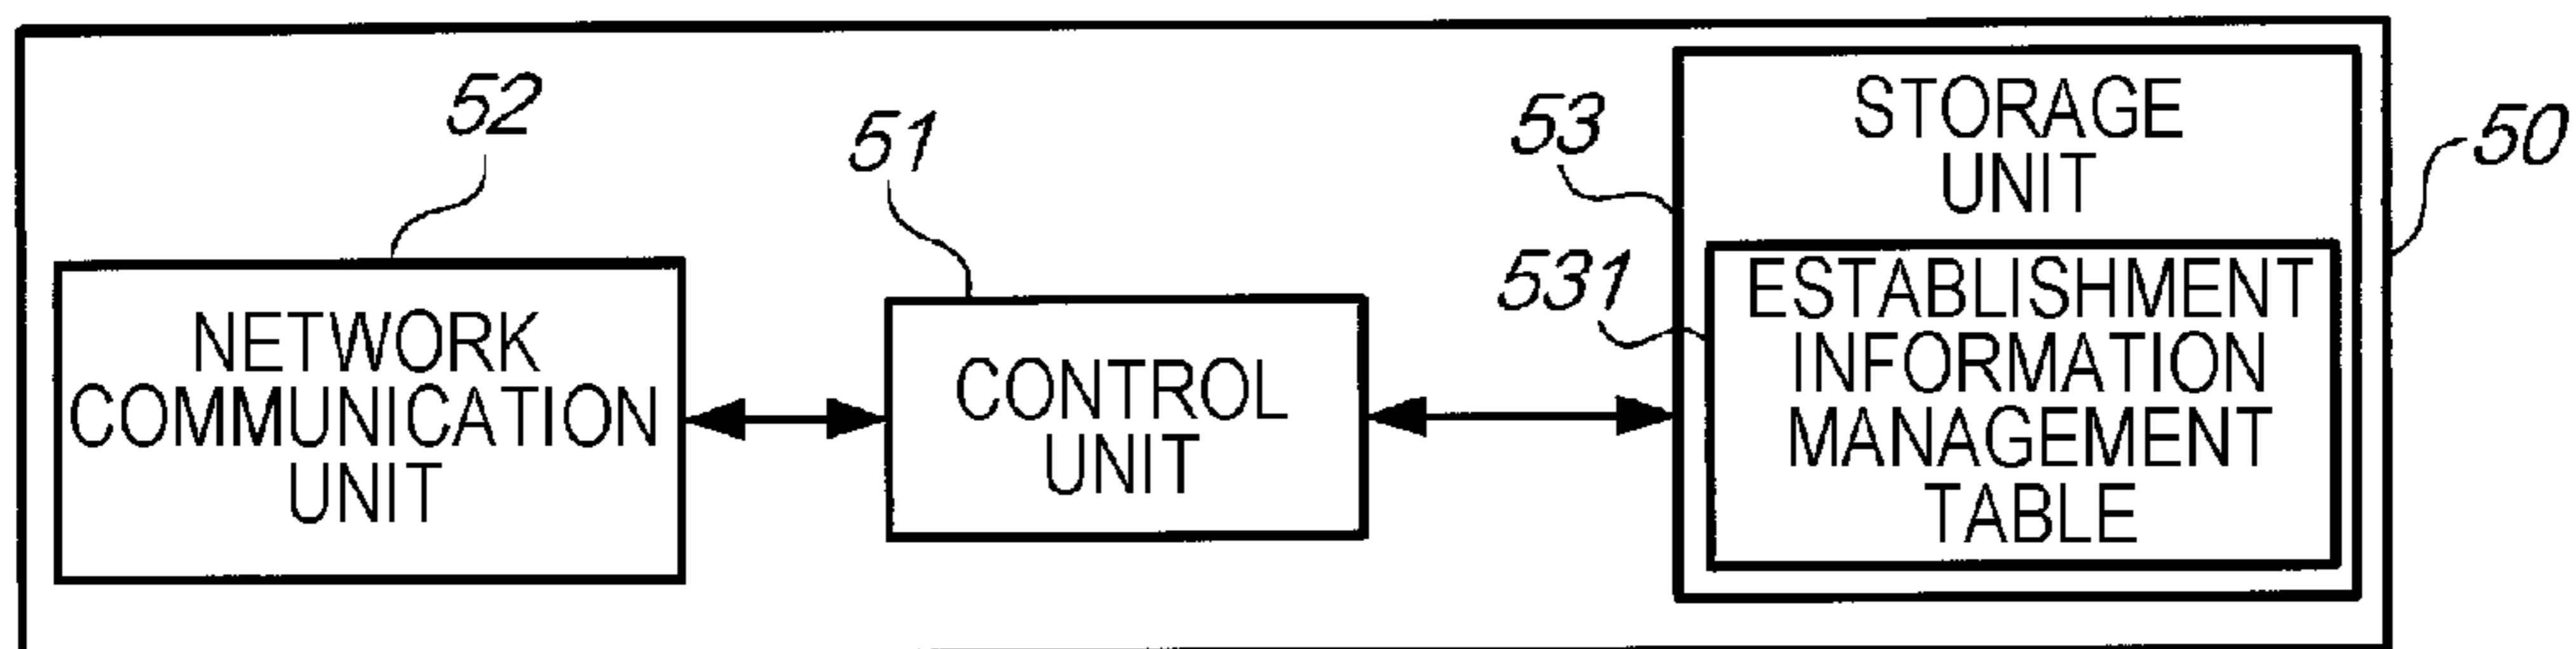 52
NETWORK
COMMUNICATION
UNIT
51
CONTROL
UNIT
53
STORAGE
UNIT
50
531
ESTABLISHMENT
INFORMATION
MANAGEMENT
TABLE